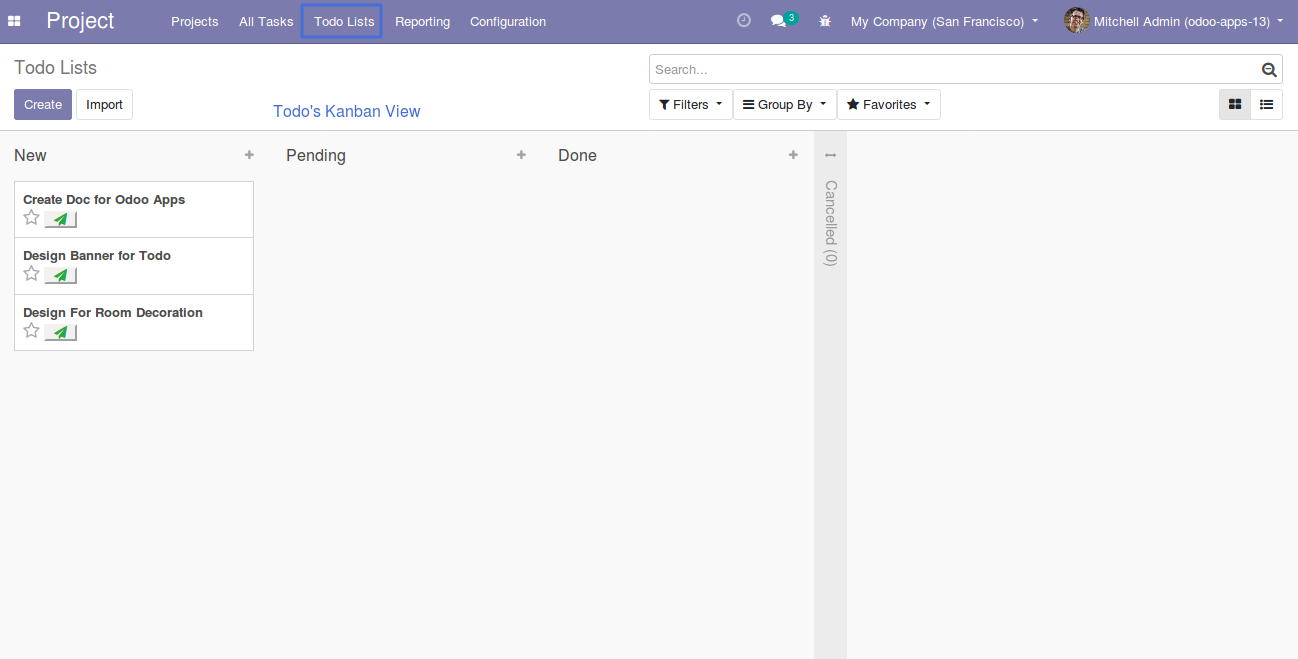 Project Projects All Tasks Todo Lists Reporting Configuration 3 My Company (San Francisco) Mitchell Admin (odoo-apps-13)
Todo Lists
Search...
Create Import
Todo's Kanban View
Filters Group By Favorites
New
Pending
Done
Cancelled (0)
Create Doc for Odoo Apps
Design Banner for Todo
Design For Room Decoration